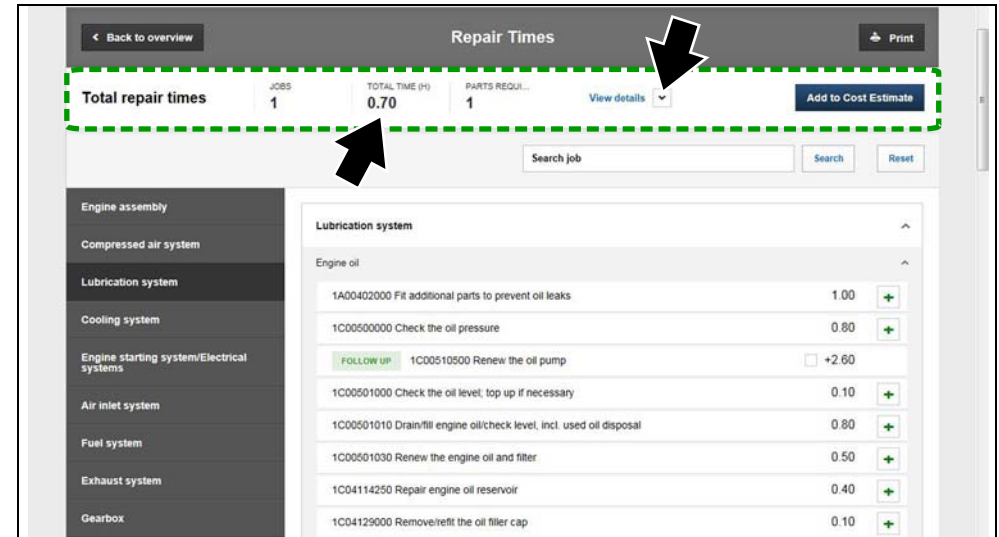 Back to overview
Repair Times
Print
Total repair times
JOBS
1
TOTAL TIME (H)
0.70
PARTS REQUI...
1
View details
Add to Cost Estimate
Search job
Search
Reset
Engine assembly
Compressed air system
Lubrication system
Cooling system
Engine starting system/Electrical
systems
Air inlet system
Fuel system
Exhaust system
Gearbox
Lubrication system
Engine oil
1A00402000 Fit additional parts to prevent oil leaks 1.00
1C00500000 Check the oil pressure 0.80
FOLLOW UP 1C00510500 Renew the oil pump +2.60
1C00501000 Check the oil level; top up if necessary 0.10
1C00501010 Drain/fill engine oil/check level, incl. used oil disposal 0.80
1C00501030 Renew the engine oil and filter 0.50
1C04114250 Repair engine oil reservoir 0.40
1C04129000 Remove/refit the oil filler cap 0.10